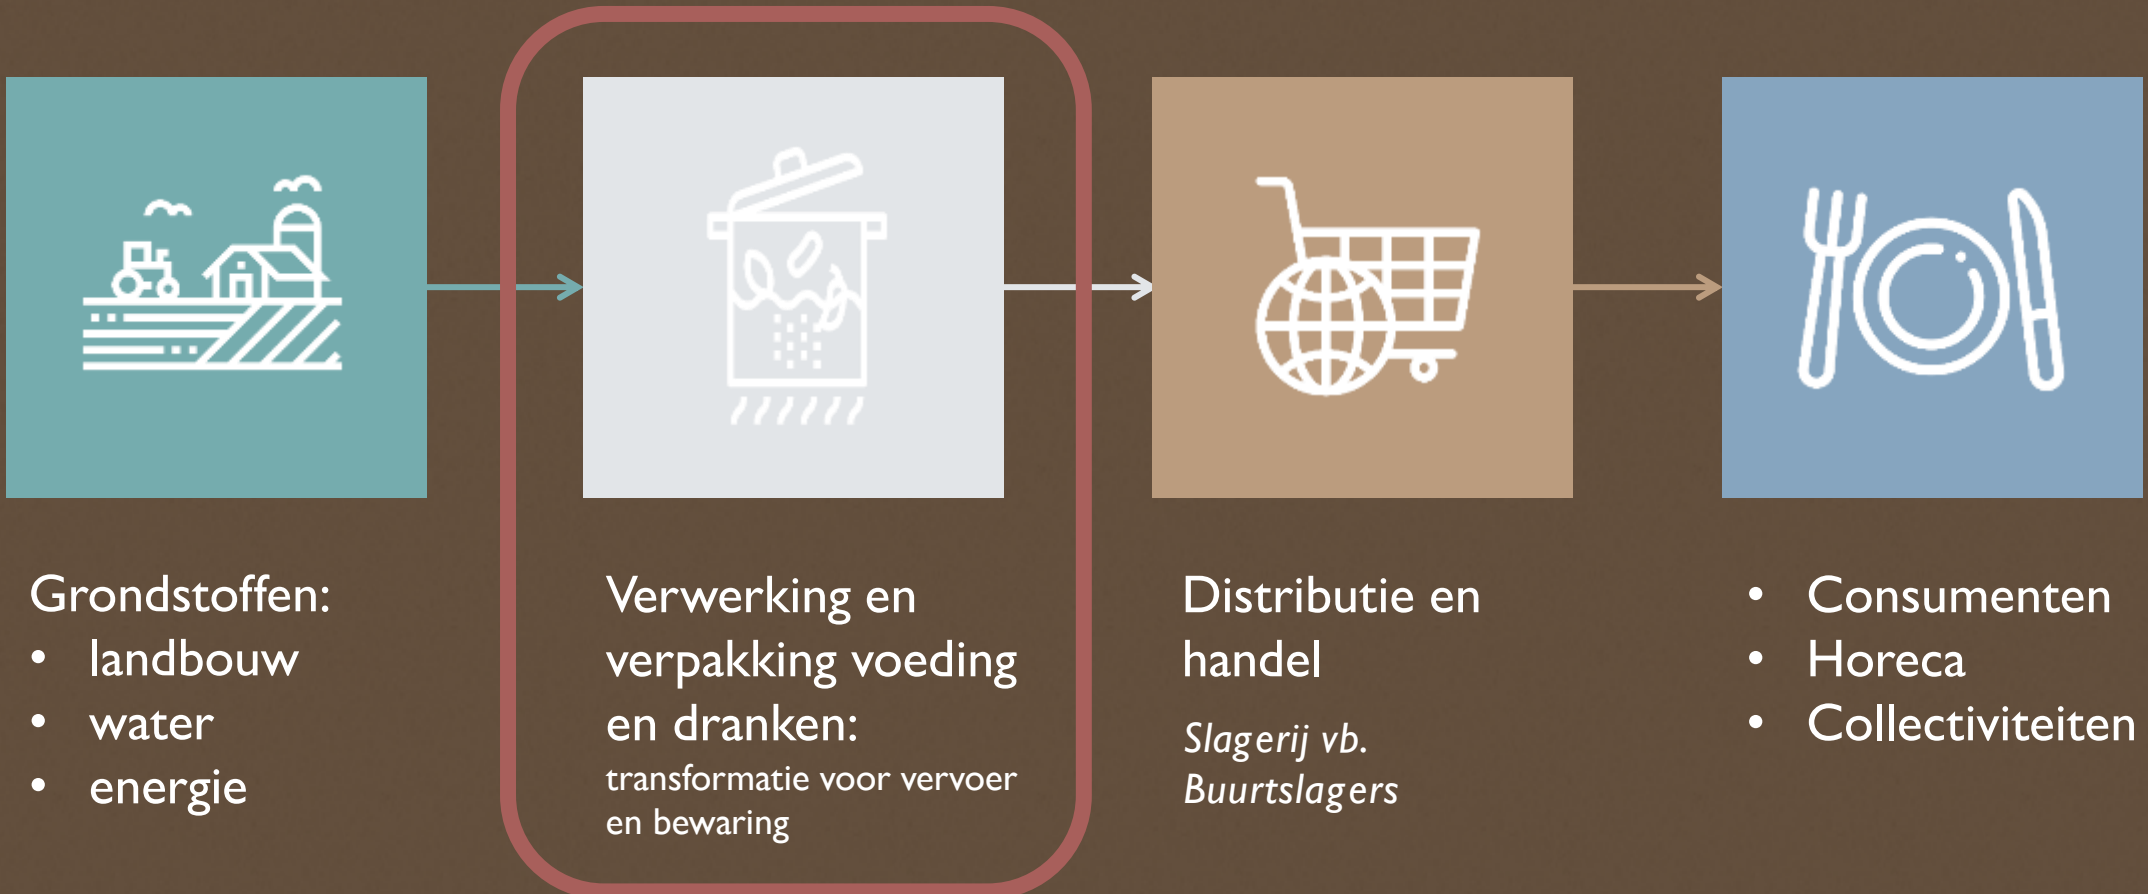 Grondstoffen:
• landbouw
• water
• energie
Verwerking en
verpakking voeding
en dranken:
transformatie voor vervoer
en bewaring
Distributie en
handel
Slagerij vb.
Buurtslagers
• Consumenten
• Horeca
• Collectiviteiten